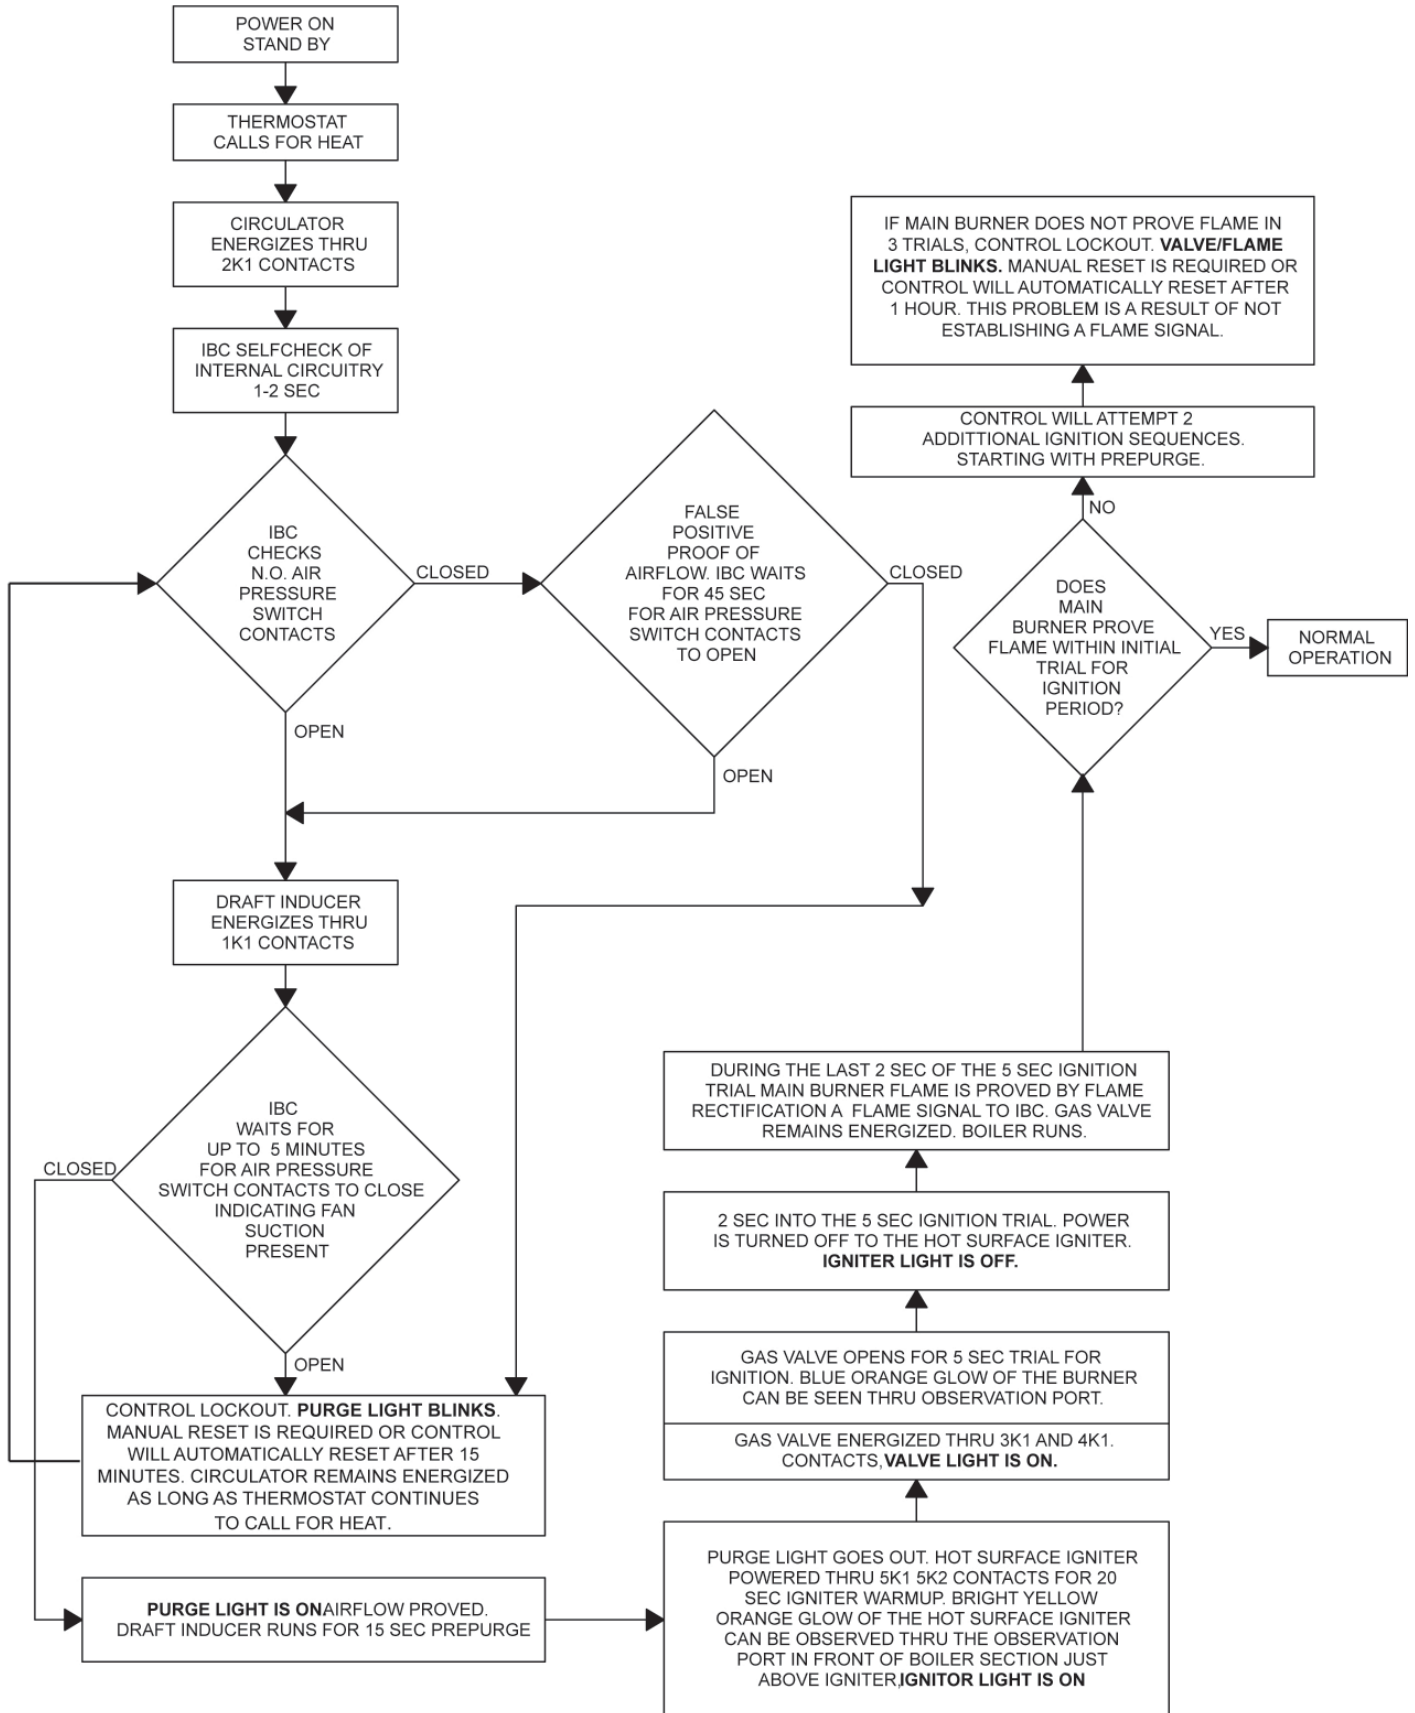 POWER ON
STAND BY
THERMOSTAT
CALLS FOR HEAT
CIRCULATOR
ENERGIZES THRU
2K1 CONTACTS
IBC SELFCHECK OF
INTERNAL CIRCUITRY
1-2 SEC
IBC
CHECKS
N.O. AIR
PRESSURE
SWITCH
CONTACTS
CLOSED
OPEN
FALSE
POSITIVE
PROOF OF
AIRFLOW. IBC WAITS
FOR 45 SEC
FOR AIR PRESSURE
SWITCH CONTACTS
TO OPEN
CLOSED
OPEN
DRAFT INDUCER
ENERGIZES THRU
1K1 CONTACTS
IBC
WAITS FOR
UP TO 5 MINUTES
FOR AIR PRESSURE
SWITCH CONTACTS TO CLOSE
INDICATING FAN
SUCTION
PRESENT
CLOSED
OPEN
CONTROL LOCKOUT. PURGE LIGHT BLINKS.
MANUAL RESET IS REQUIRED OR CONTROL
WILL AUTOMATICALLY RESET AFTER 15
MINUTES. CIRCULATOR REMAINS ENERGIZED
AS LONG AS THERMOSTAT CONTINUES
TO CALL FOR HEAT.
PURGE LIGHT IS ON AIRFLOW PROVED.
DRAFT INDUCER RUNS FOR 15 SEC PREPURGE
PURGE LIGHT GOES OUT. HOT SURFACE IGNITER
POWERED THRU 5K1 5K2 CONTACTS FOR 20
SEC IGNITER WARMUP. BRIGHT YELLOW
ORANGE GLOW OF THE HOT SURFACE IGNITER
CAN BE OBSERVED THRU THE OBSERVATION
PORT IN FRONT OF BOILER SECTION JUST
ABOVE IGNITER, IGNITOR LIGHT IS ON
GAS VALVE ENERGIZED THRU 3K1 AND 4K1.
CONTACTS, VALVE LIGHT IS ON.
GAS VALVE OPENS FOR 5 SEC TRIAL FOR
IGNITION. BLUE ORANGE GLOW OF THE BURNER
CAN BE SEEN THRU OBSERVATION PORT.
2 SEC INTO THE 5 SEC IGNITION TRIAL. POWER
IS TURNED OFF TO THE HOT SURFACE IGNITER.
IGNITER LIGHT IS OFF.
DURING THE LAST 2 SEC OF THE 5 SEC IGNITION
TRIAL MAIN BURNER FLAME IS PROVED BY FLAME
RECTIFICATION A FLAME SIGNAL TO IBC. GAS VALVE
REMAINS ENERGIZED. BOILER RUNS.
DOES
MAIN
BURNER PROVE
FLAME WITHIN INITIAL
TRIAL FOR
IGNITION
PERIOD?
YES
NORMAL
OPERATION
NO
CONTROL WILL ATTEMPT 2
ADDITTIONAL IGNITION SEQUENCES.
STARTING WITH PREPURGE.
IF MAIN BURNER DOES NOT PROVE FLAME IN
3 TRIALS, CONTROL LOCKOUT. VALVE/FLAME
LIGHT BLINKS. MANUAL RESET IS REQUIRED OR
CONTROL WILL AUTOMATICALLY RESET AFTER
1 HOUR. THIS PROBLEM IS A RESULT OF NOT
ESTABLISHING A FLAME SIGNAL.